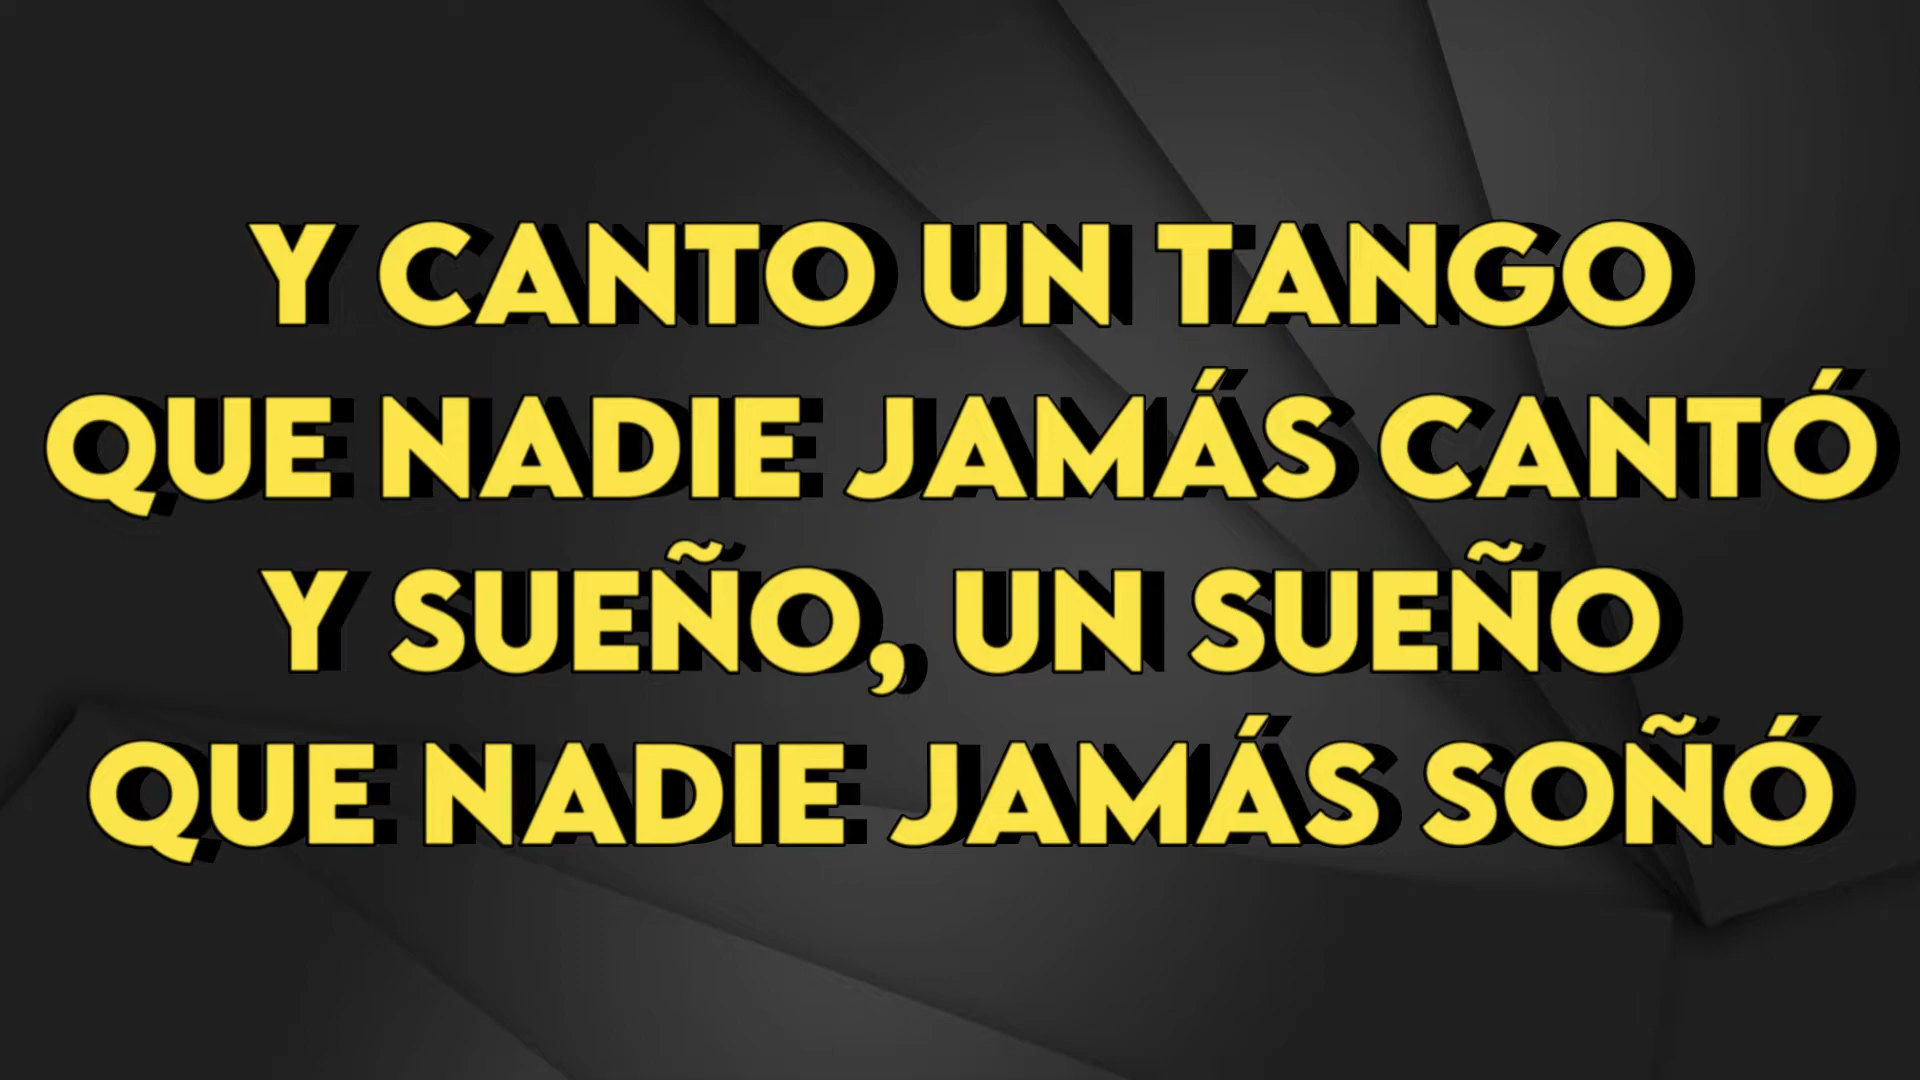 Y CANTO UN TANGO
QUE NADIE JAMÁS CANTÓ
Y SUEÑO, UN SUEÑO
QUE NADIE JAMÁS SOÑÓ